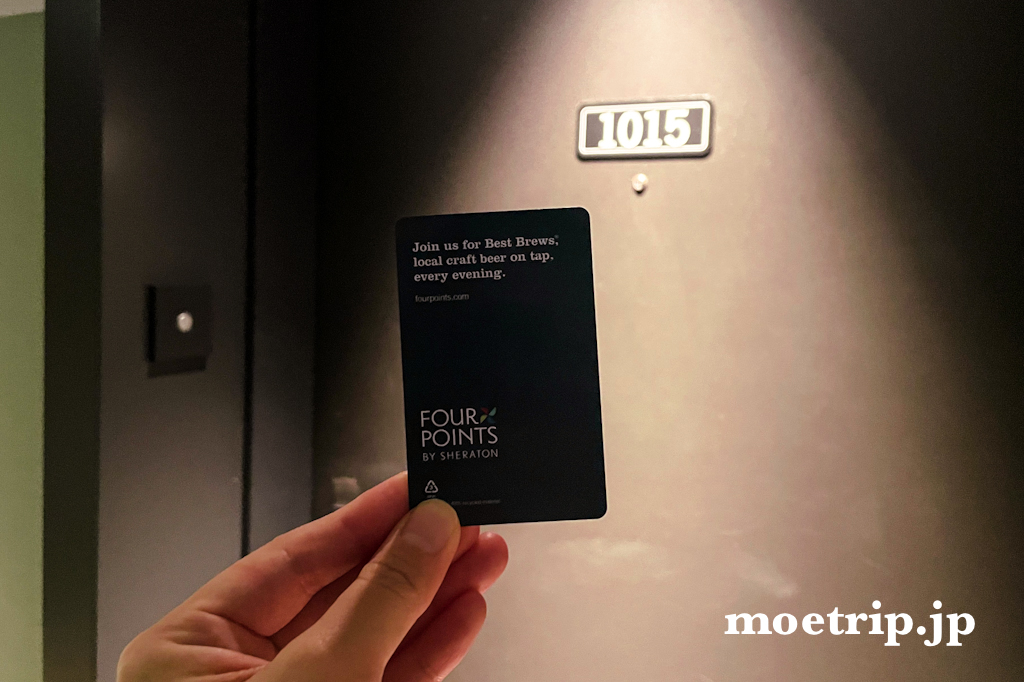 1015
Join us for Best Brews,
local craft beer on tap,
every evening.
fourpoints.com
FOUR
POINTS
BY SHERATON
moetrip.jp